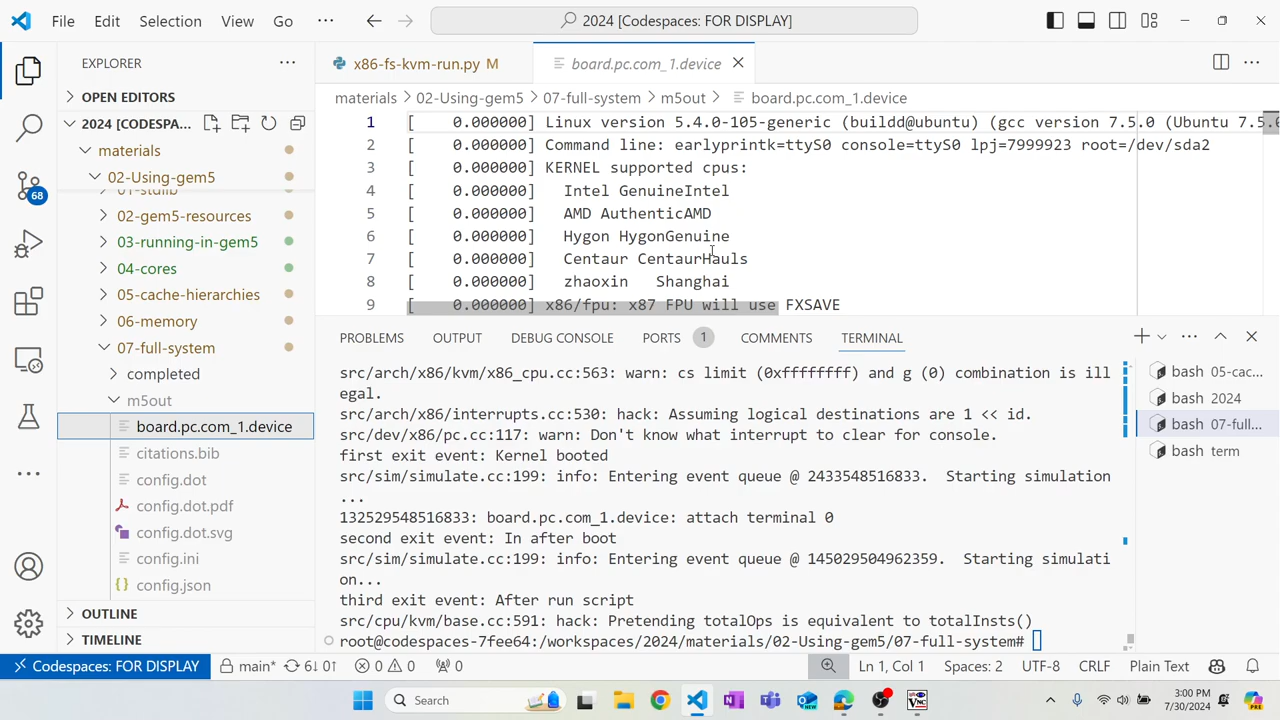 File Edit Selection View Go ··· 2024 [Codespaces: FOR DISPLAY]
EXPLORER ···
OPEN EDITORS
2024 [CODESPA...
materials
02-Using-gem5
01-stdlib
02-gem5-resources
03-running-in-gem5
04-cores
05-cache-hierarchies
06-memory
07-full-system
completed
m5out
board.pc.com_1.device
citations.bib
config.dot
config.dot.pdf
config.dot.svg
config.ini
config.json
OUTLINE
TIMELINE
68
x86-fs-kvm-run.py M board.pc.com_1.device
materials > 02-Using-gem5 > 07-full-system > m5out > board.pc.com_1.device
1 [ 0.000000] Linux version 5.4.0-105-generic (buildd@ubuntu) (gcc version 7.5.0 (Ubuntu 7.5.0
2 [ 0.000000] Command line: earlyprintk=ttyS0 console=ttyS0 lpj=7999923 root=/dev/sda2
3 [ 0.000000] KERNEL supported cpus:
4 [ 0.000000] Intel GenuineIntel
5 [ 0.000000] AMD AuthenticAMD
6 [ 0.000000] Hygon HygonGenuine
7 [ 0.000000] Centaur CentaurHauls
8 [ 0.000000] zhaoxin Shanghai
9 [ 0.000000] x86/fpu: x87 FPU will use FXSAVE
PROBLEMS OUTPUT DEBUG CONSOLE PORTS 1 COMMENTS TERMINAL
src/arch/x86/kvm/x86_cpu.cc:563: warn: cs limit (0xffffffff) and g (0) combination is ill
egal.
src/arch/x86/interrupts.cc:530: hack: Assuming logical destinations are 1 << id.
src/dev/x86/pc.cc:117: warn: Don't know what interrupt to clear for console.
first exit event: Kernel booted
src/sim/simulate.cc:199: info: Entering event queue @ 2433548516833.  Starting simulation
...
132529548516833: board.pc.com_1.device: attach terminal 0
second exit event: In after boot
src/sim/simulate.cc:199: info: Entering event queue @ 145029504962359.  Starting simulati
on...
third exit event: After run script
src/cpu/kvm/base.cc:591: hack: Pretending totalOps is equivalent to totalInsts()
root@codespaces-7fee64:/workspaces/2024/materials/02-Using-gem5/07-full-system#
bash 05-cac...
bash 2024
bash 07-full...
bash term
Codespaces: FOR DISPLAY main* 6↓ 0↑ 0 0 0 Ln 1, Col 1 Spaces: 2 UTF-8 CRLF Plain Text
Search
3:00 PM
7/30/2024